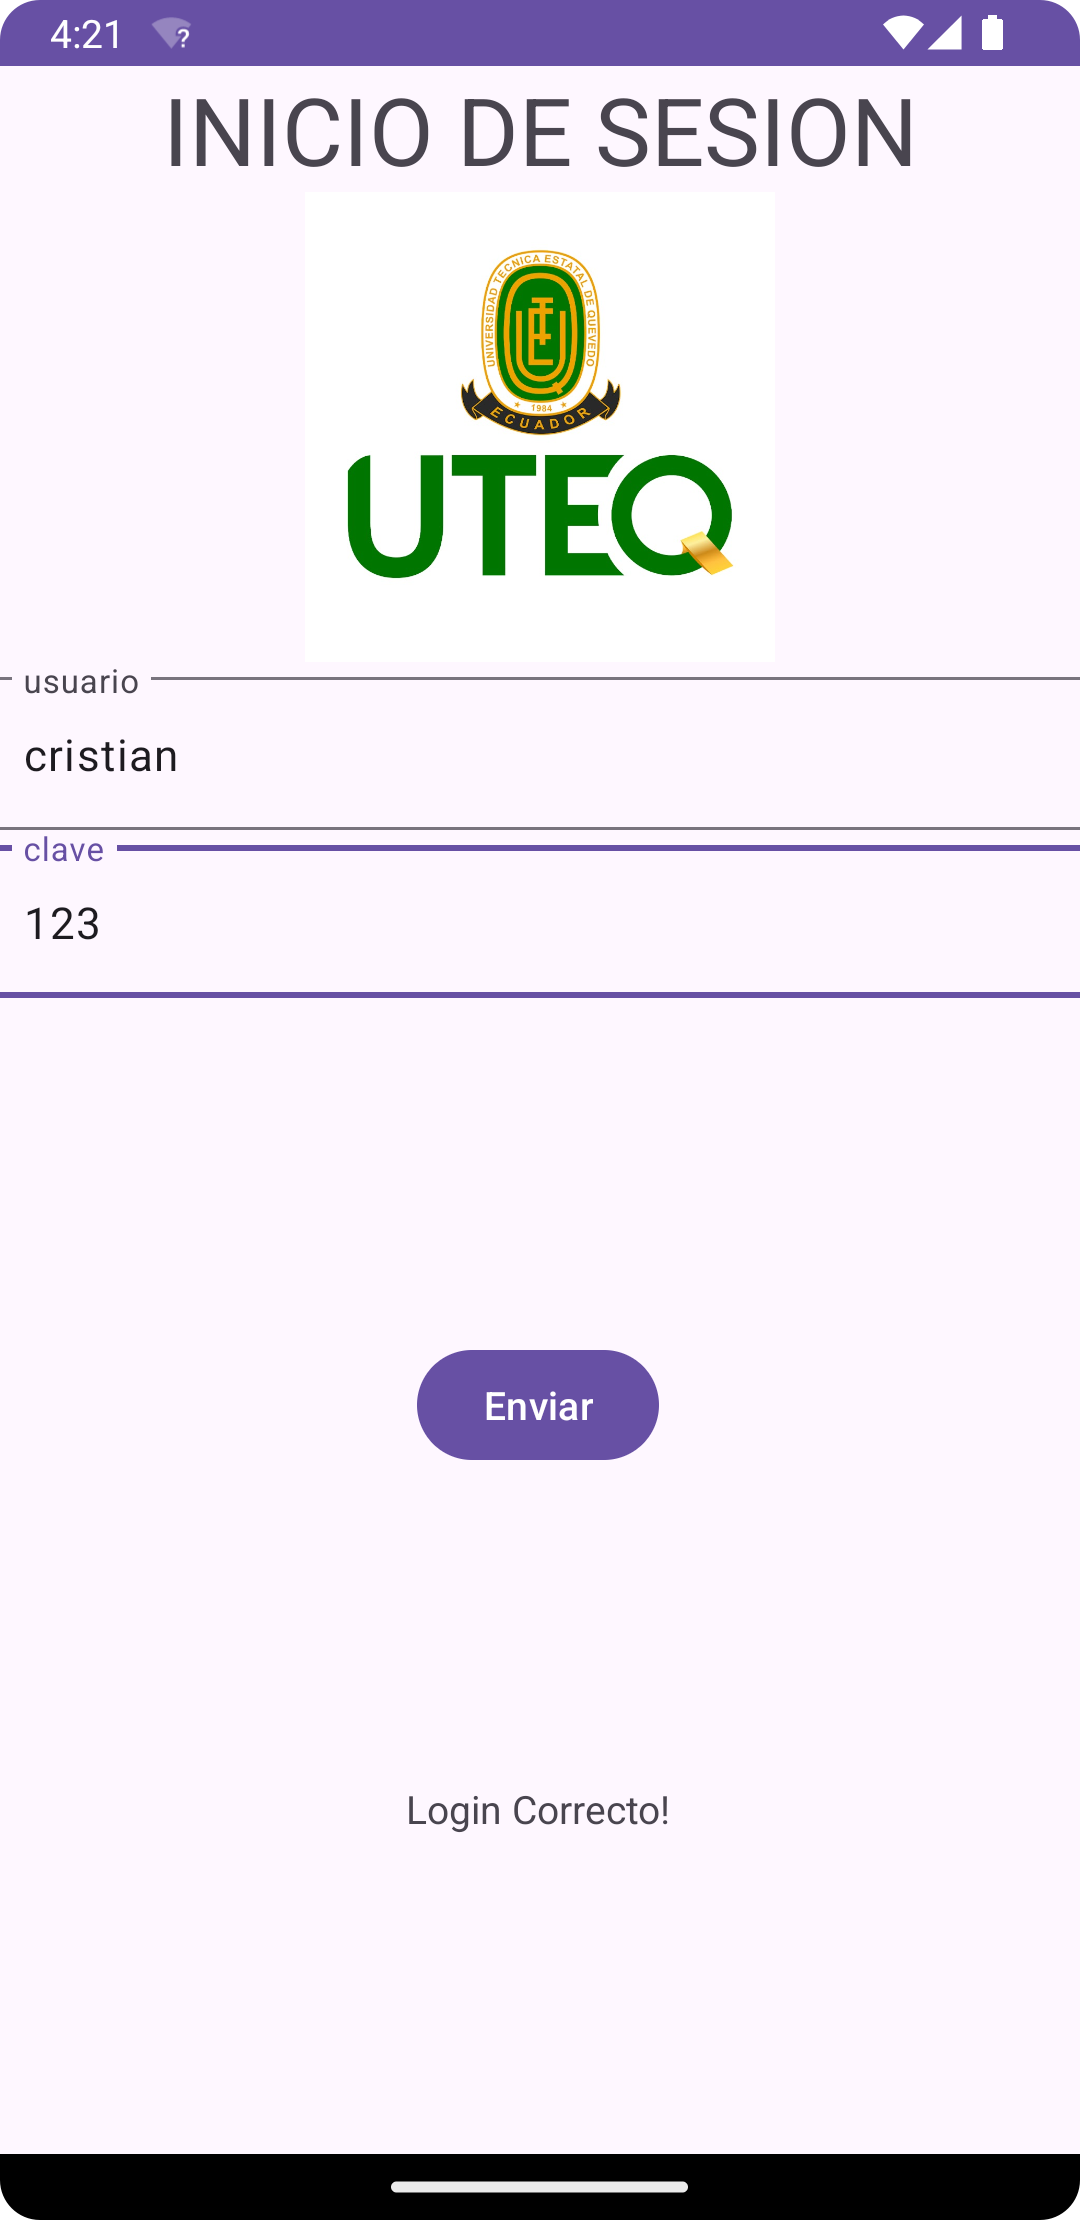 4:21
INICIO DE SESION
UNIVERSIDAD TECNICA ESTATAL DE QUEVEDO
1984
ECUADOR
UTEQ
usuario
cristian
clave
123
Enviar
Login Correcto!